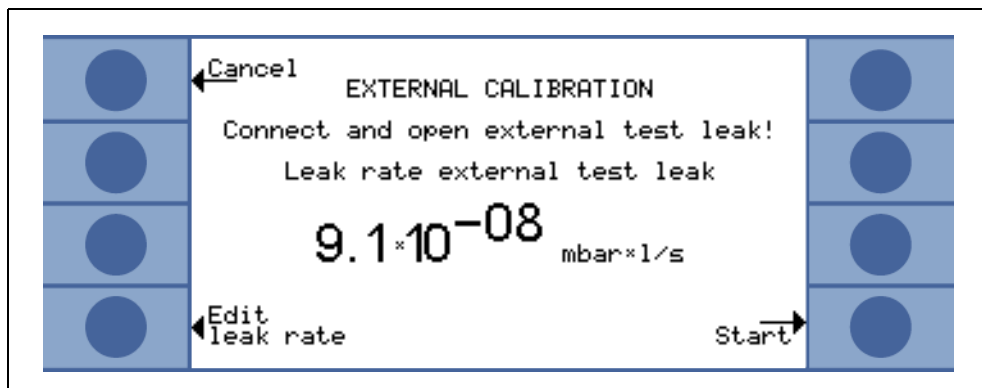 Cancel
EXTERNAL CALIBRATION
Connect and open external test leak!
Leak rate external test leak
9.1×10⁻⁰⁸ mbar×l/s
Edit
leak rate
Start